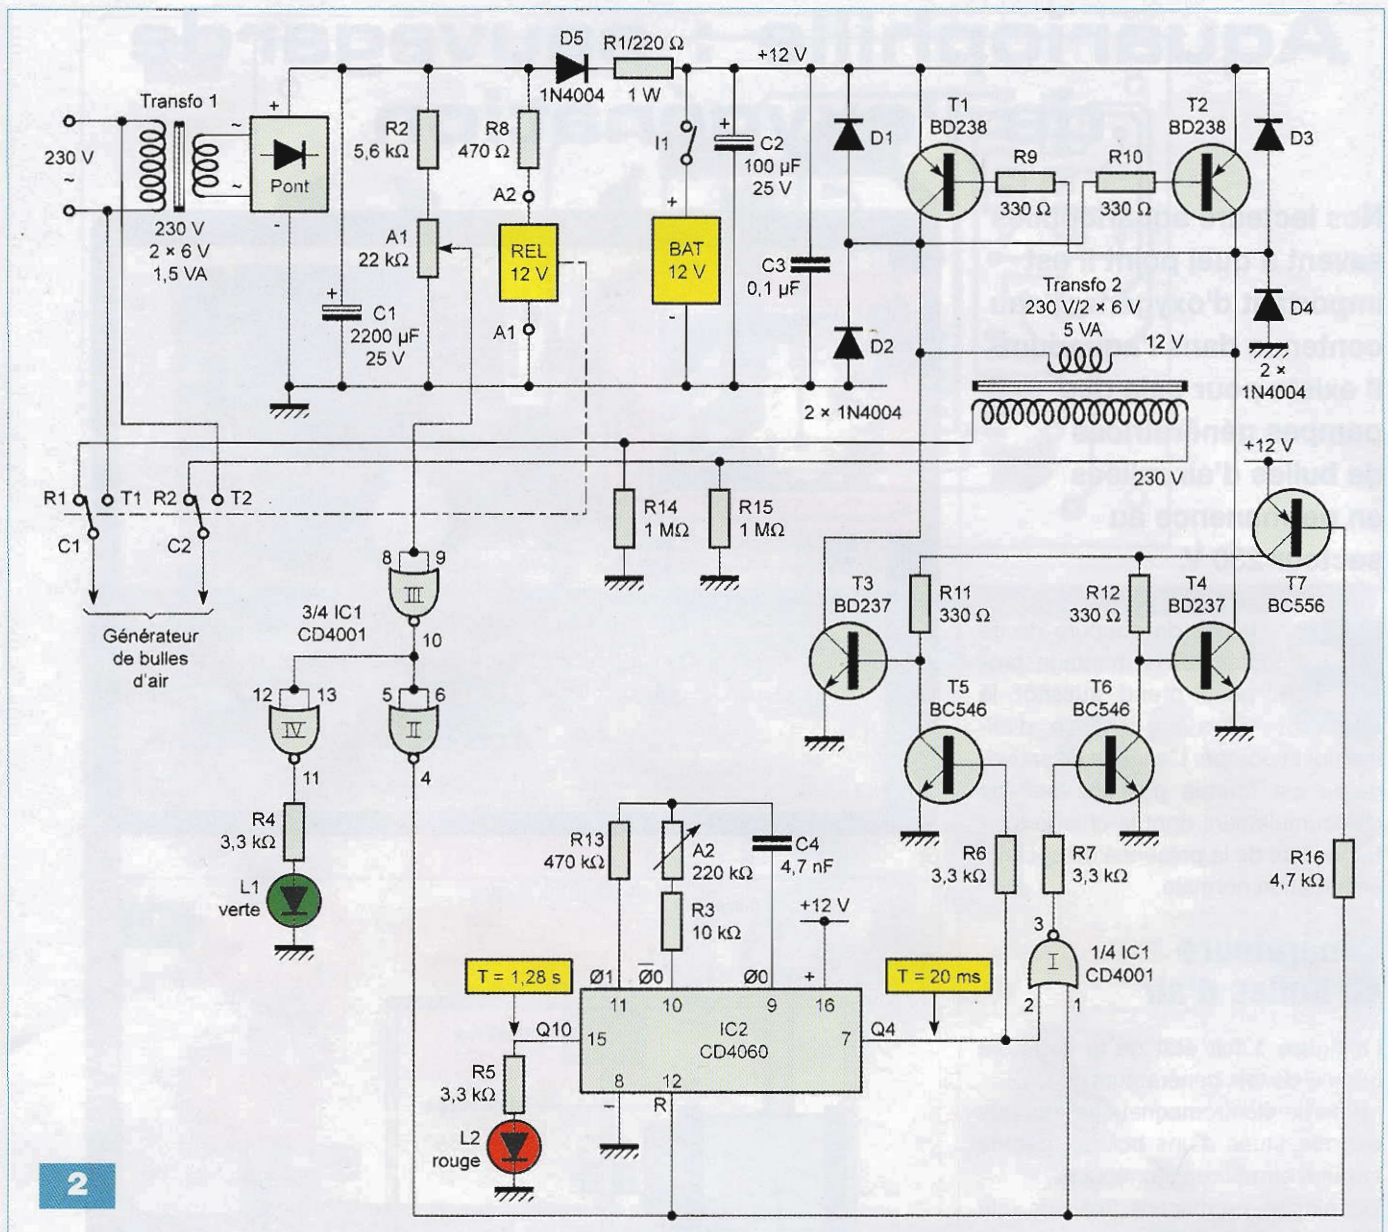 Transfo 1
230 V
230 V
2 × 6 V
1,5 VA
+
~
~
Pont
-
R2
5,6 kΩ
A1
22 kΩ
+
C1
2200 µF
25 V
R8
470 Ω
A2
REL
12 V
A1
D5
1N4004
R1/220 Ω
1 W
+12 V
I1
+
BAT
12 V
-
+
C2
100 µF
25 V
C3
0,1 µF
D1
D2
2 × 1N4004
T1
BD238
R9
330 Ω
R10
330 Ω
T2
BD238
D3
D4
2 ×
1N4004
Transfo 2
230 V/2 × 6 V
5 VA
12 V
230 V
+12 V
R1
T1
R2
T2
C1
C2
Générateur
de bulles
d'air
R14
1 MΩ
R15
1 MΩ
8
9
III
3/4 IC1
CD4001
10
12
13
IV
11
5
6
II
4
R4
3,3 kΩ
L1
verte
T3
BD237
R11
330 Ω
R12
330 Ω
T4
BD237
T7
BC556
T5
BC546
T6
BC546
R6
3,3 kΩ
R7
3,3 kΩ
R16
4,7 kΩ
3
I
1/4 IC1
CD4001
2
1
R13
470 kΩ
A2
220 kΩ
R3
10 kΩ
C4
4,7 nF
+12 V
T = 1,28 s
T = 20 ms
Ø1
Ø0
Ø0
+
11
10
9
16
Q10
15
IC2
CD4060
7
Q4
8
12
–
R
R5
3,3 kΩ
L2
rouge
2